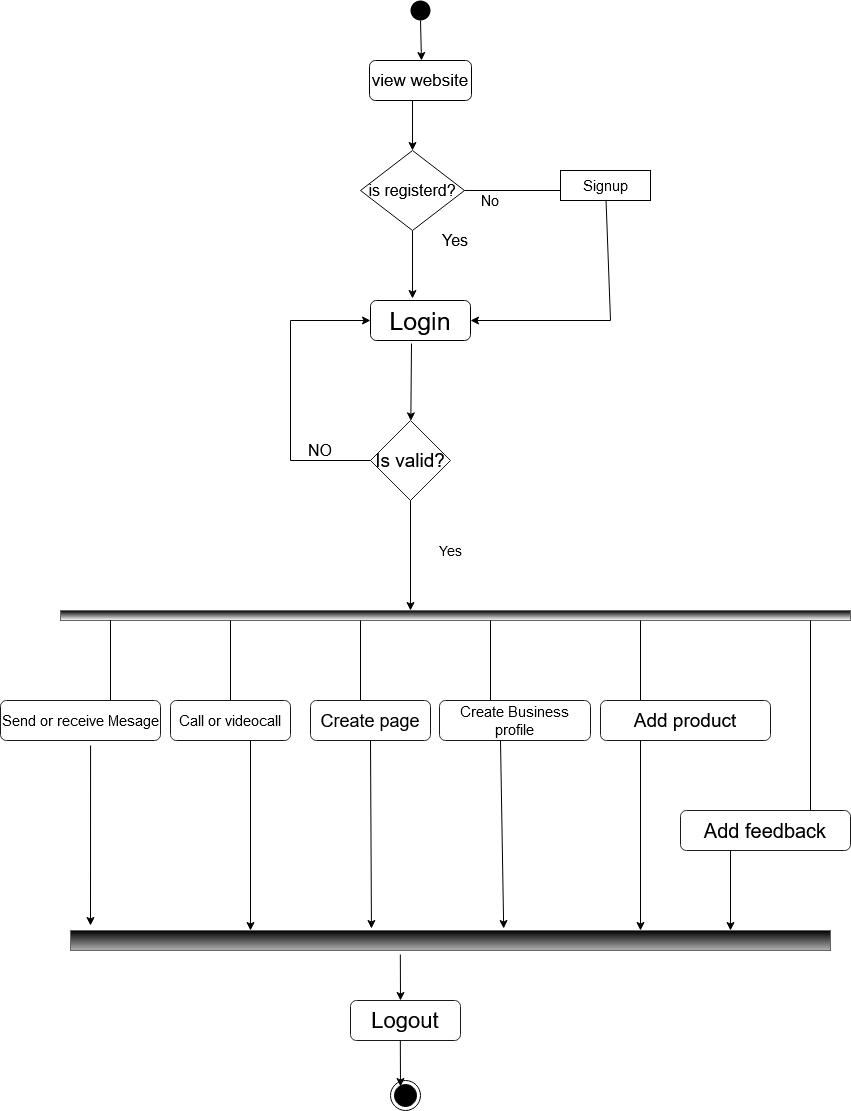 view website
is registerd?
No
Signup
Yes
Login
NO
Is valid?
Yes
Send or receive Mesage
Call or videocall
Create page
Create Business
profile
Add product
Add feedback
Logout